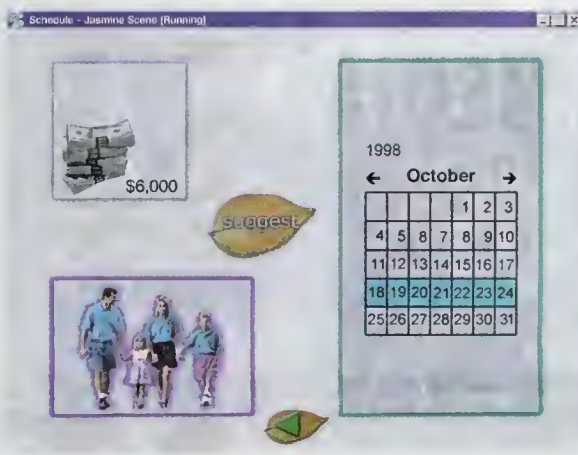 Schedule - Jasmine Scene (Running)
$6,000
suggest
1998
October
1 2 3
4 5 6 7 8 9 10
11 12 13 14 15 16 17
18 19 20 21 22 23 24
25 26 27 28 29 30 31